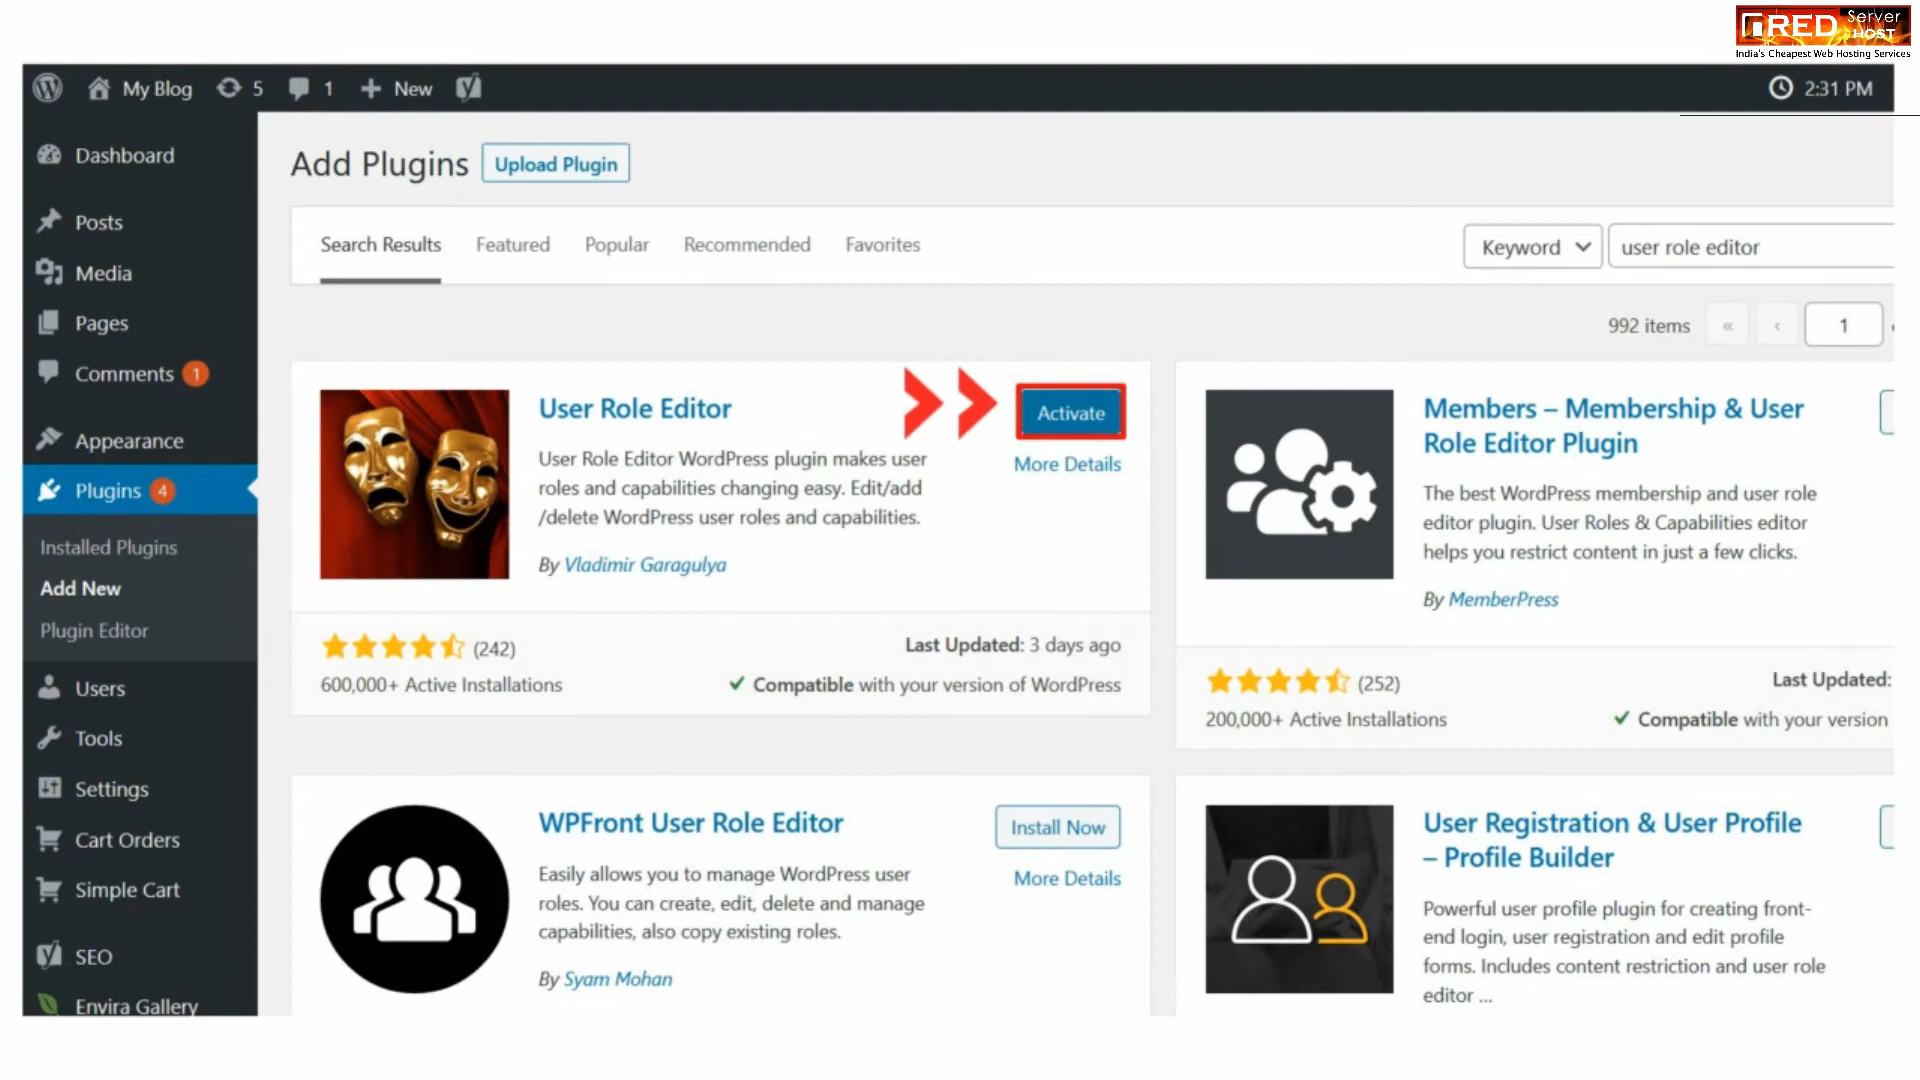 RED Server
HOST
India's Cheapest Web Hosting Services
My Blog 5 1 New 2:31 PM
Dashboard
Posts
Media
Pages
Comments 1
Appearance
Plugins 4
Installed Plugins
Add New
Plugin Editor
Users
Tools
Settings
Cart Orders
Simple Cart
SEO
Envira Gallery
Add Plugins Upload Plugin
Search Results Featured Popular Recommended Favorites Keyword user role editor
992 items « ‹ 1
User Role Editor
Activate
More Details
User Role Editor WordPress plugin makes user
roles and capabilities changing easy. Edit/add
/delete WordPress user roles and capabilities.
By Vladimir Garagulya
(242)
Last Updated: 3 days ago
600,000+ Active Installations
Compatible with your version of WordPress
Members – Membership & User
Role Editor Plugin
The best WordPress membership and user role
editor plugin. User Roles & Capabilities editor
helps you restrict content in just a few clicks.
By MemberPress
(252)
Last Updated:
200,000+ Active Installations
Compatible with your version
WPFront User Role Editor
Install Now
More Details
Easily allows you to manage WordPress user
roles. You can create, edit, delete and manage
capabilities, also copy existing roles.
By Syam Mohan
User Registration & User Profile
– Profile Builder
Powerful user profile plugin for creating front-
end login, user registration and edit profile
forms. Includes content restriction and user role
editor ...